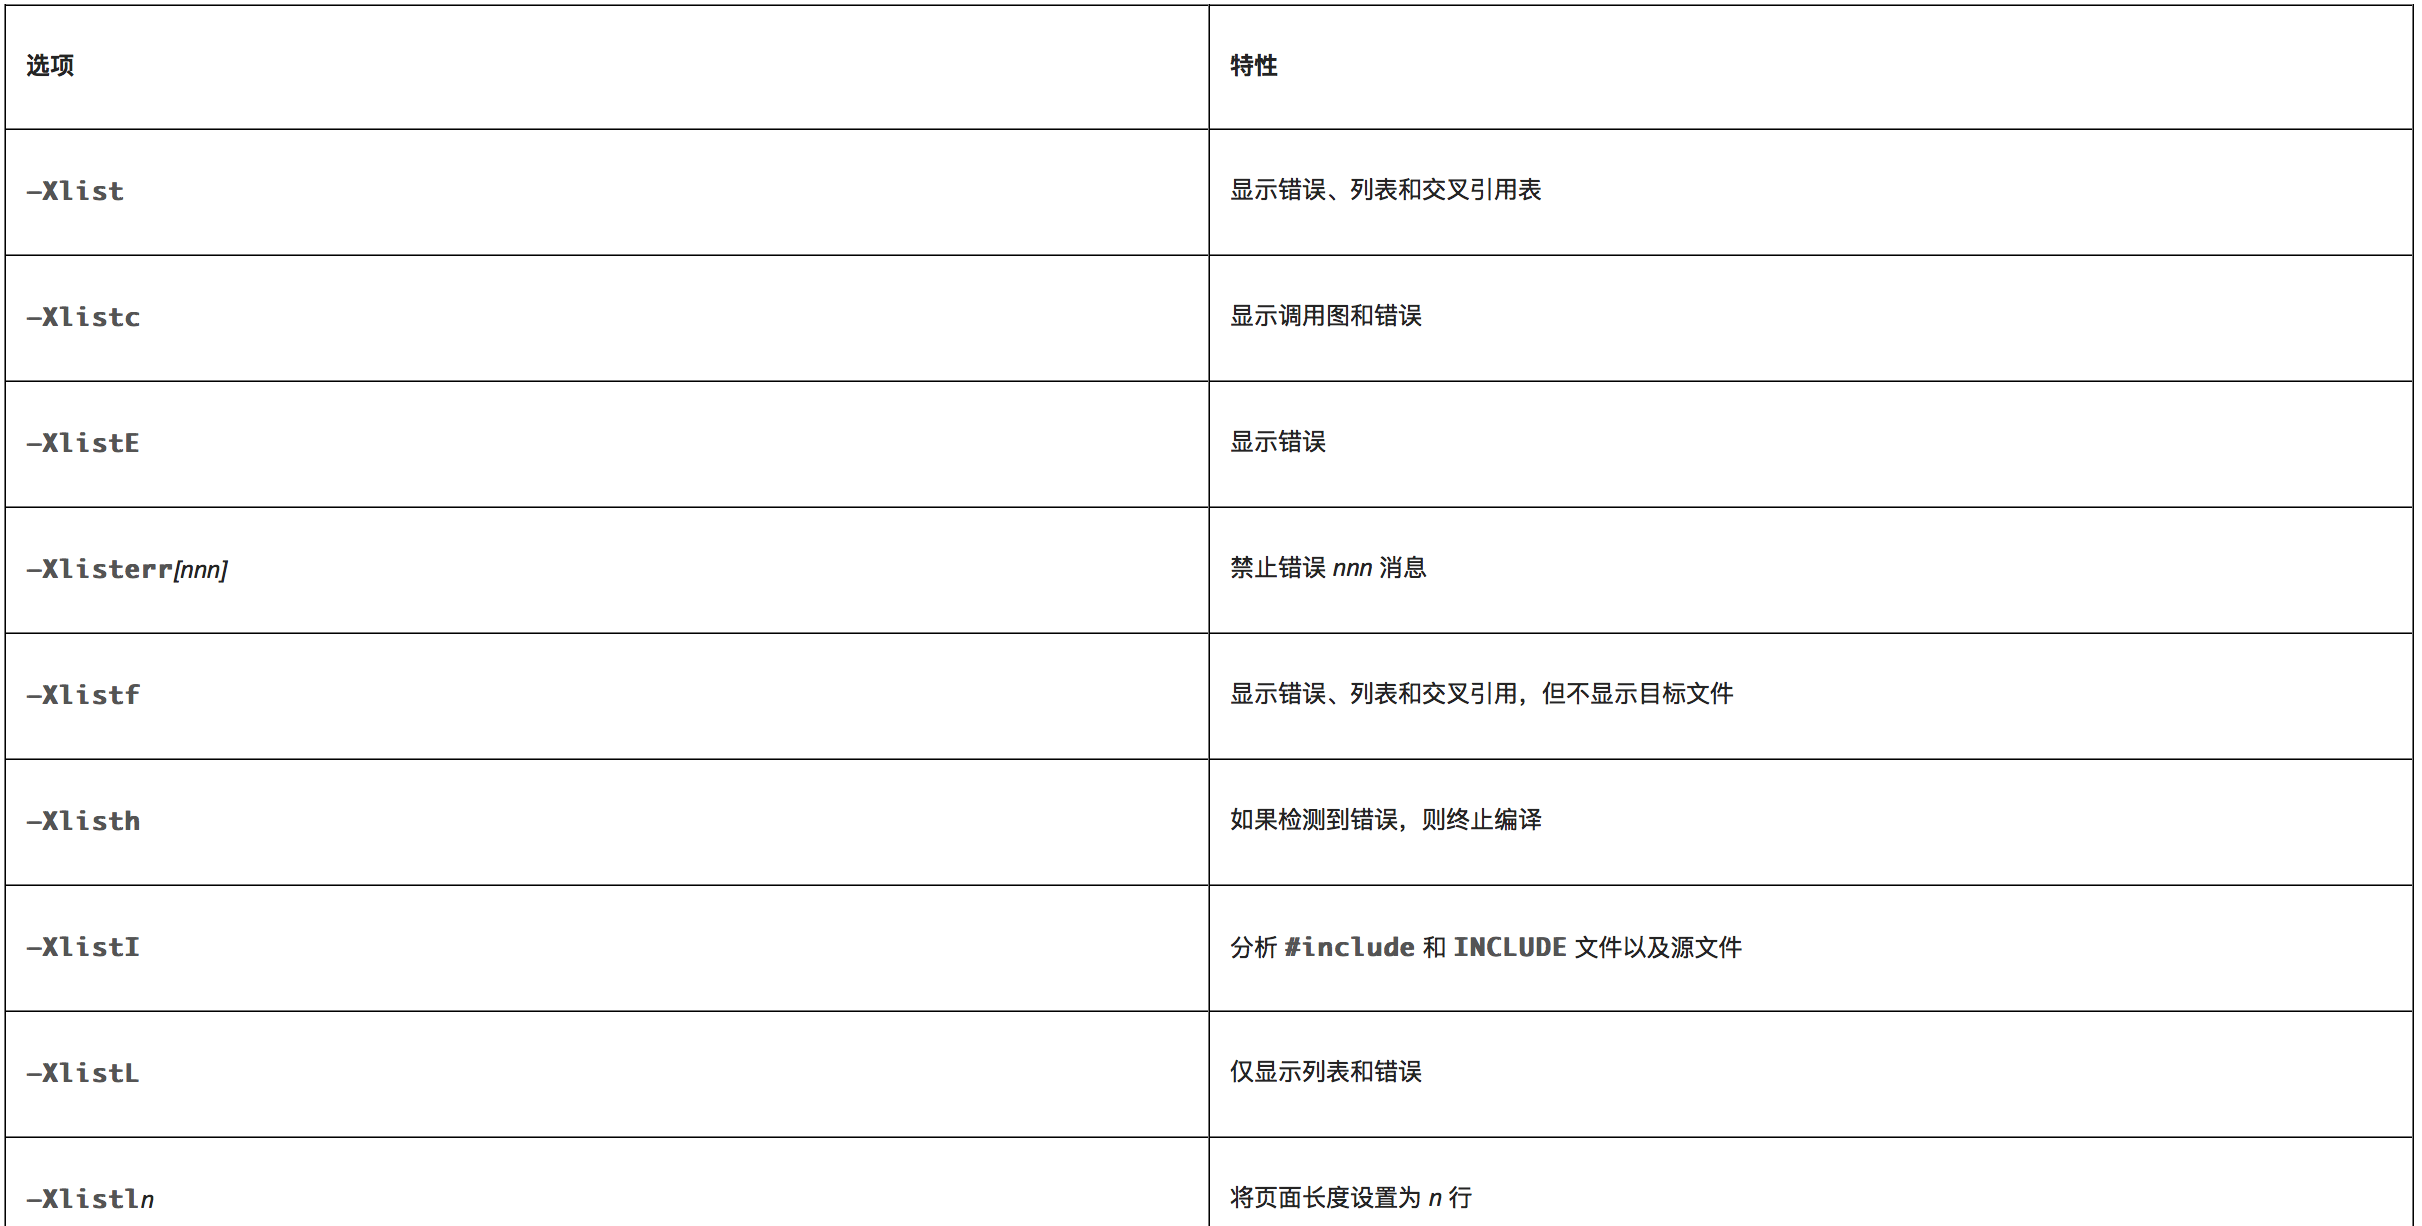 选项 特性
–Xlist 显示错误、列表和交叉引用表
–Xlistc 显示调用图和错误
–XlistE 显示错误
–Xlisterr[nnn] 禁止错误 nnn 消息
–Xlistf 显示错误、列表和交叉引用，但不显示目标文件
–Xlisth 如果检测到错误，则终止编译
–XlistI 分析 #include 和 INCLUDE 文件以及源文件
–XlistL 仅显示列表和错误
–Xlistln 将页面长度设置为 n 行